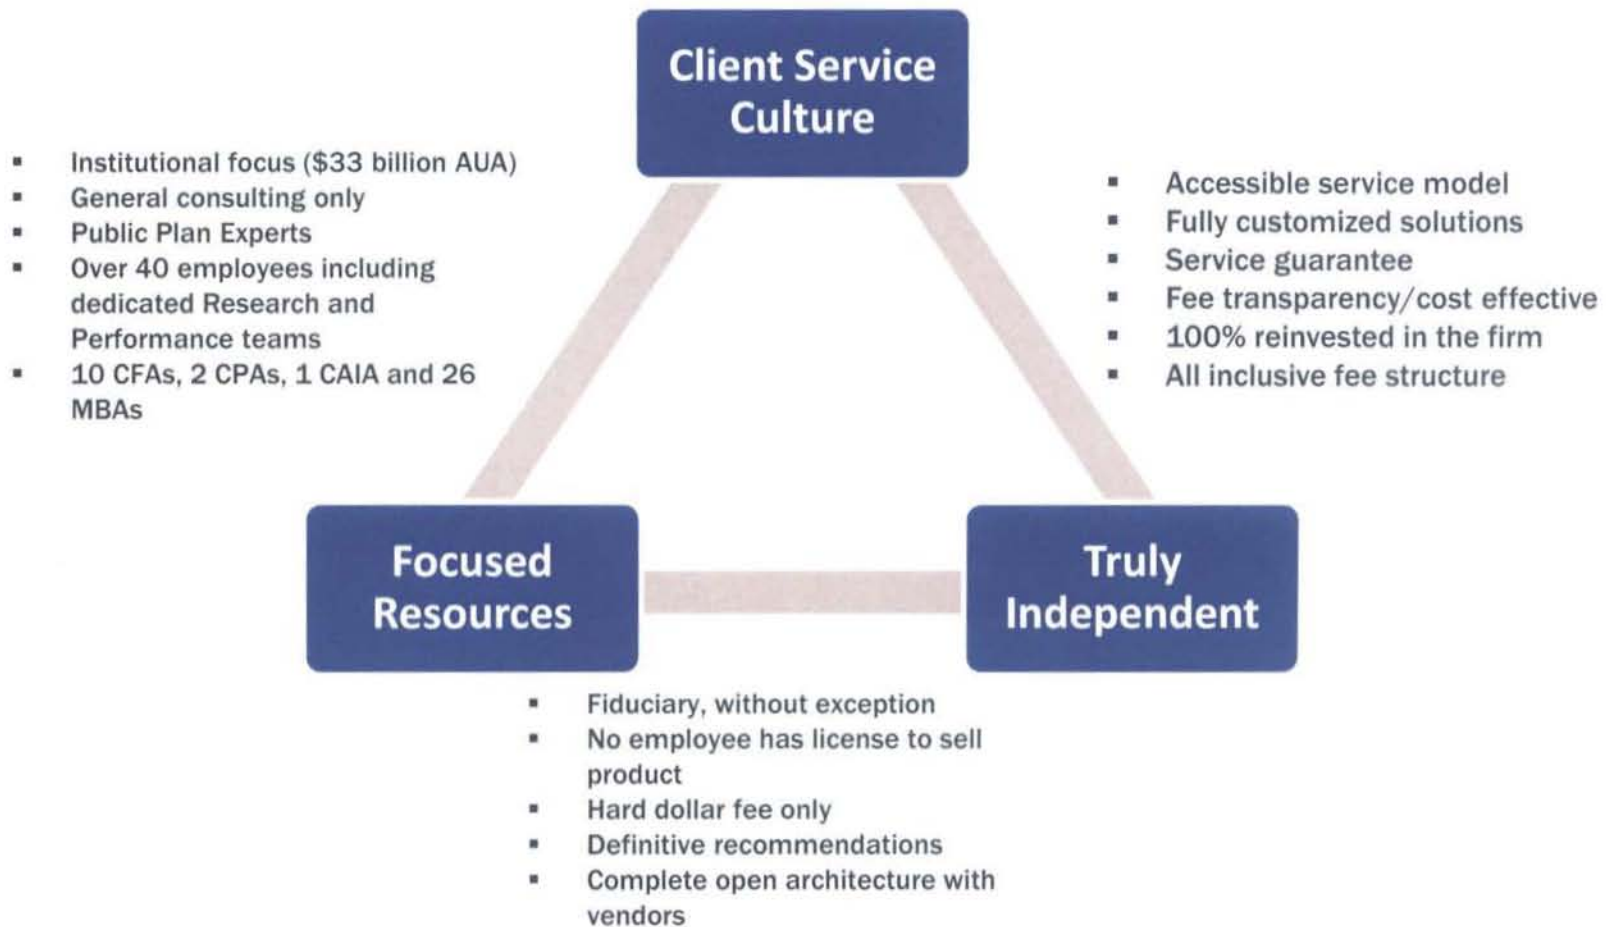 Client Service
Culture
▪ Institutional focus ($33 billion AUA)
▪ General consulting only
▪ Public Plan Experts
▪ Over 40 employees including
dedicated Research and
Performance teams
▪ 10 CFAs, 2 CPAs, 1 CAIA and 26
MBAs
▪ Accessible service model
▪ Fully customized solutions
▪ Service guarantee
▪ Fee transparency/cost effective
▪ 100% reinvested in the firm
▪ All inclusive fee structure
Focused
Resources
Truly
Independent
▪ Fiduciary, without exception
▪ No employee has license to sell
product
▪ Hard dollar fee only
▪ Definitive recommendations
▪ Complete open architecture with
vendors